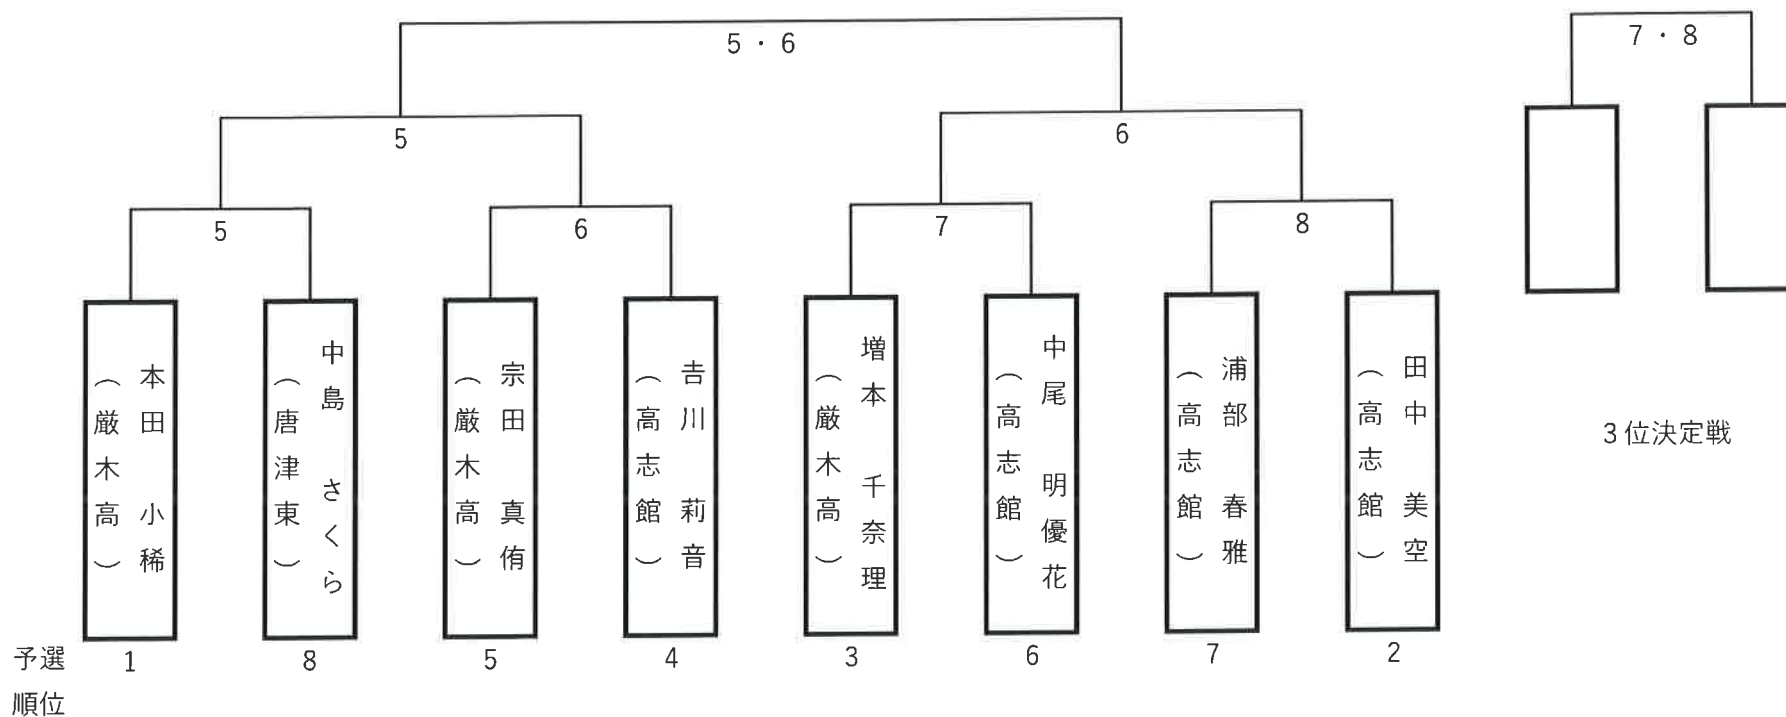 5・6
7・8
5
6
5
6
7
8
本田 小稀
(厳木高)
中島 さくら
(唐津東)
宗田 真侑
(厳木高)
𠮷川 莉音
(高志館)
増本 千奈理
(厳木高)
中尾 明優花
(高志館)
浦部 春雅
(高志館)
田中 美空
(高志館)
3位決定戦
予選
順位
1
8
5
4
3
6
7
2